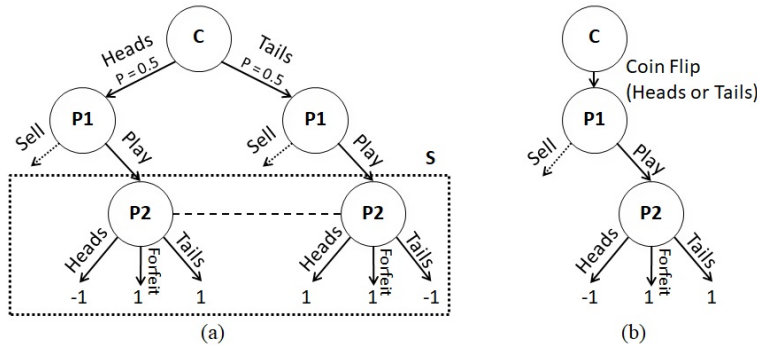 C
Heads
P = 0.5
Tails
P = 0.5
P1
P1
Sell
Play
Sell
Play
S
P2
P2
Heads
Forfeit
Tails
Heads
Forfeit
Tails
-1
1
1
1
1
-1
(a)
C
Coin Flip
(Heads or Tails)
P1
Sell
Play
P2
Heads
Forfeit
Tails
-1
1
1
(b)